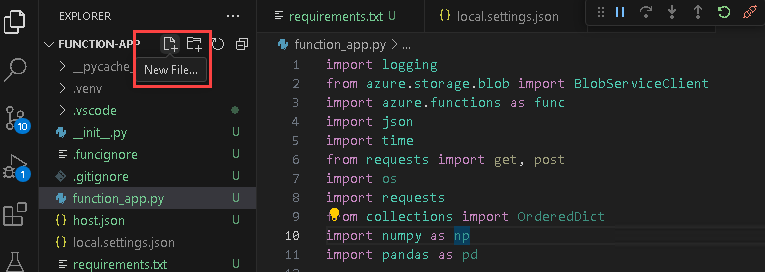 EXPLORER
FUNCTION-APP
New File...
__pycache_
.venv
.vscode
__init__.py U
.funcignore U
.gitignore U
function_app.py U
host.json U
local.settings.json
requirements.txt U
10
1
requirements.txt
local.settings.json
function_app.py > ...
1 import logging
2 from azure.storage.blob import BlobServiceClient
3 import azure.functions as func
4 import json
5 import time
6 from requests import get, post
7 import os
8 import requests
9 from collections import OrderedDict
10 import numpy as np
11 import pandas as pd